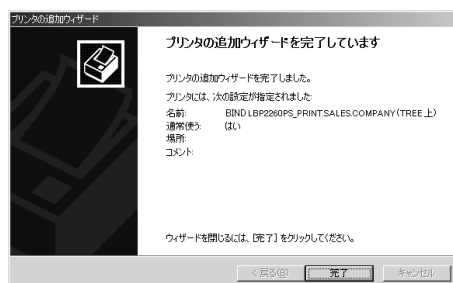 プリンタの追加ウィザード
プリンタの追加ウィザードを完了しています
プリンタの追加ウィザードを完了しました。
プリンタには、次の設定が指定されました:
名前: BIND LBP2260PS_PRINT.SALES.COMPANY (TREE 上)
通常使う: はい
場所:
コメント:
ウィザードを閉じるには、[完了] をクリックしてください。
< 戻る(B) 完了 キャンセル